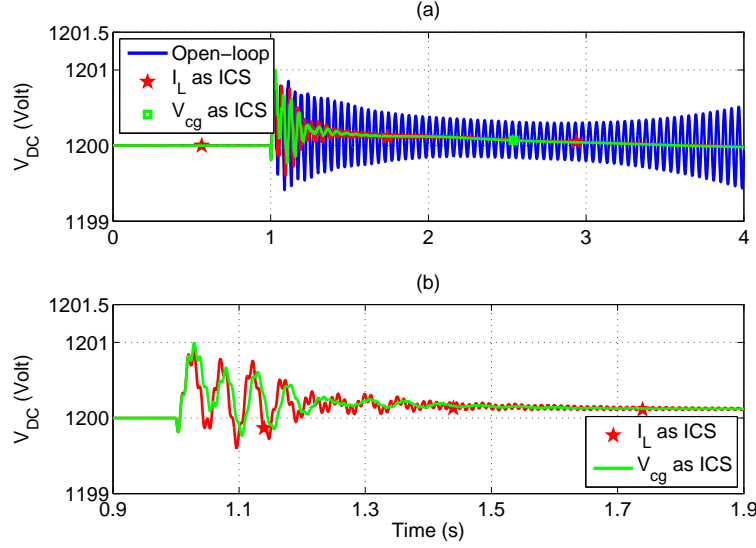 (a)
1201.5
1201
1200
1199
V_DC (Volt)
Open-loop
I_L as ICS
V_cg as ICS
0 1 2 3 4
(b)
1201.5
1201
1200
1199
V_DC (Volt)
I_L as ICS
V_cg as ICS
0.9 1.1 1.3 1.5 1.7 1.9
Time (s)